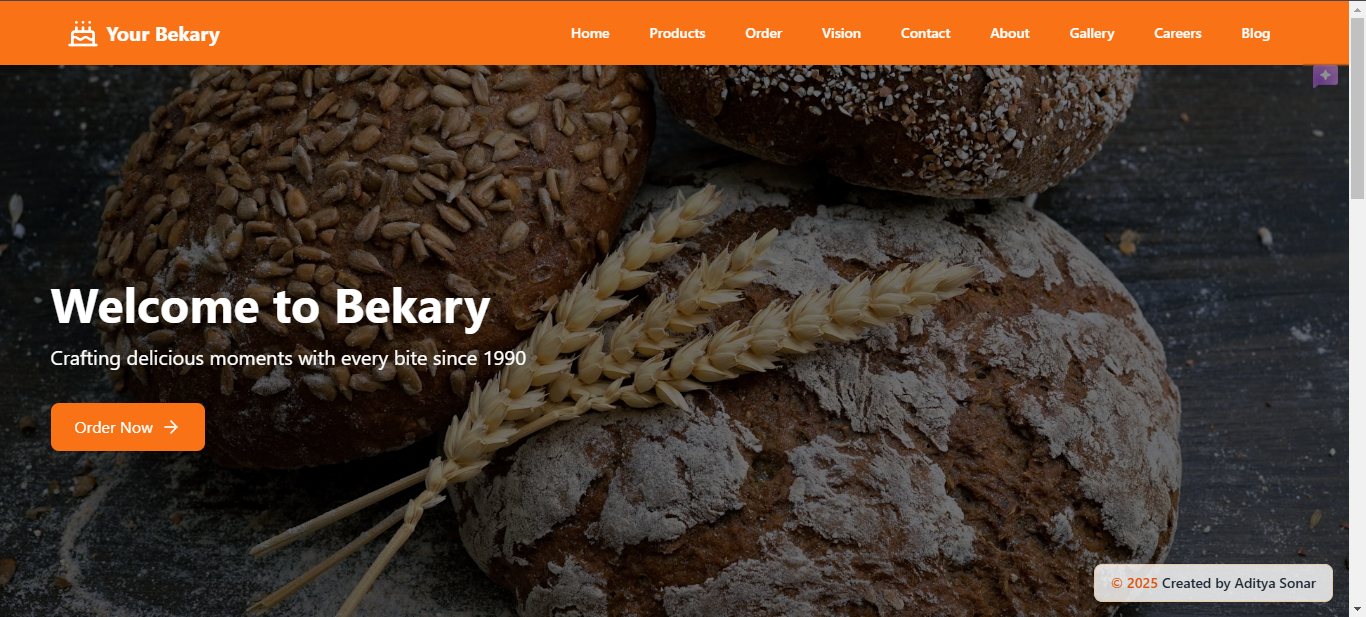 Your Bekary
Home Products Order Vision Contact About Gallery Careers Blog
Welcome to Bekary
Crafting delicious moments with every bite since 1990
Order Now
© 2025 Created by Aditya Sonar